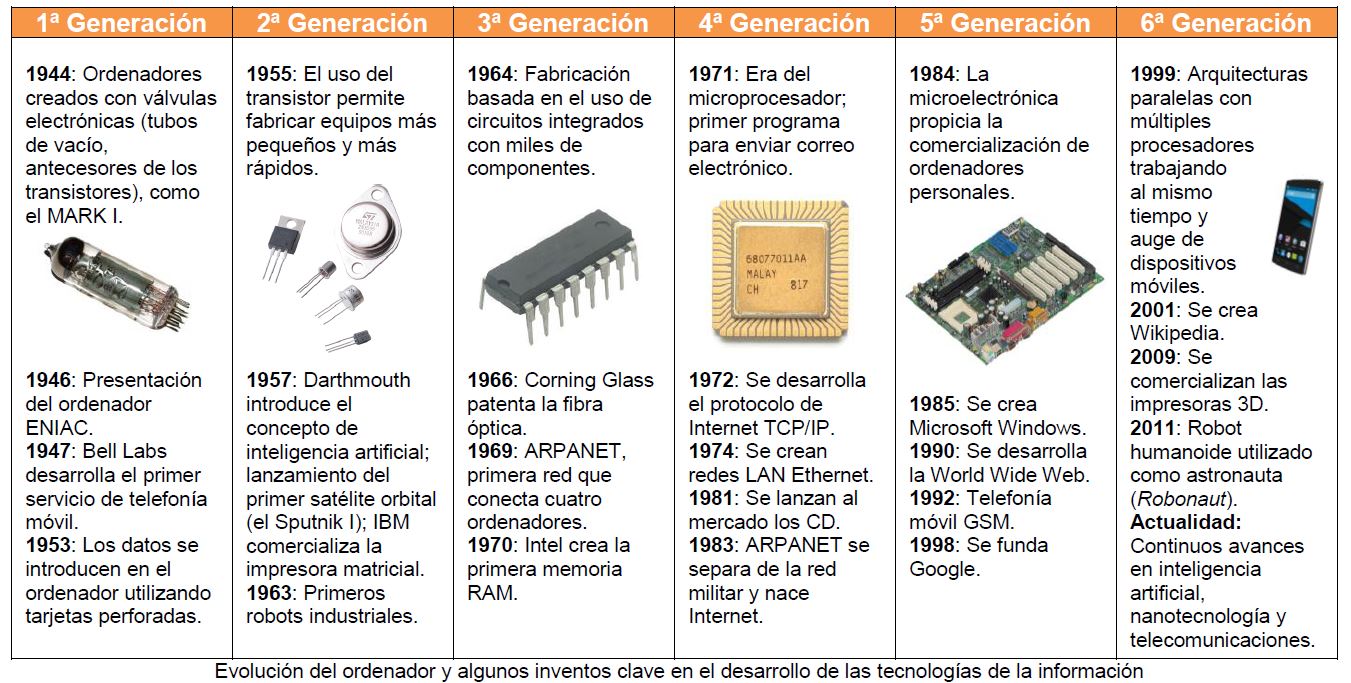 1ª Generación
1944: Ordenadores
creados con válvulas
electrónicas (tubos
de vacío,
antecesores de los
transistores), como
el MARK I.
1946: Presentación
del ordenador
ENIAC.
1947: Bell Labs
desarrolla el primer
servicio de telefonía
móvil.
1953: Los datos se
introducen en el
ordenador utilizando
tarjetas perforadas.
2ª Generación
1955: El uso del
transistor permite
fabricar equipos más
pequeños y más
rápidos.
1957: Darthmouth
introduce el
concepto de
inteligencia artificial;
lanzamiento del
primer satélite orbital
(el Sputnik I); IBM
comercializa la
impresora matricial.
1963: Primeros
robots industriales.
3ª Generación
1964: Fabricación
basada en el uso de
circuitos integrados
con miles de
componentes.
1966: Corning Glass
patenta la fibra
óptica.
1969: ARPANET,
primera red que
conecta cuatro
ordenadores.
1970: Intel crea la
primera memoria
RAM.
4ª Generación
1971: Era del
microprocesador;
primer programa
para enviar correo
electrónico.
68077011AA
MALAY
CH 817
1972: Se desarrolla
el protocolo de
Internet TCP/IP.
1974: Se crean
redes LAN Ethernet.
1981: Se lanzan al
mercado los CD.
1983: ARPANET se
separa de la red
militar y nace
Internet.
5ª Generación
1984: La
microelectrónica
propicia la
comercialización de
ordenadores
personales.
1985: Se crea
Microsoft Windows.
1990: Se desarrolla
la World Wide Web.
1992: Telefonía
móvil GSM.
1998: Se funda
Google.
6ª Generación
1999: Arquitecturas
paralelas con
múltiples
procesadores
trabajando
al mismo
tiempo y
auge de
dispositivos
móviles.
2001: Se crea
Wikipedia.
2009: Se
comercializan las
impresoras 3D.
2011: Robot
humanoide utilizado
como astronauta
(Robonaut).
Actualidad:
Continuos avances
en inteligencia
artificial,
nanotecnología y
telecomunicaciones.
Evolución del ordenador y algunos inventos clave en el desarrollo de las tecnologías de la información